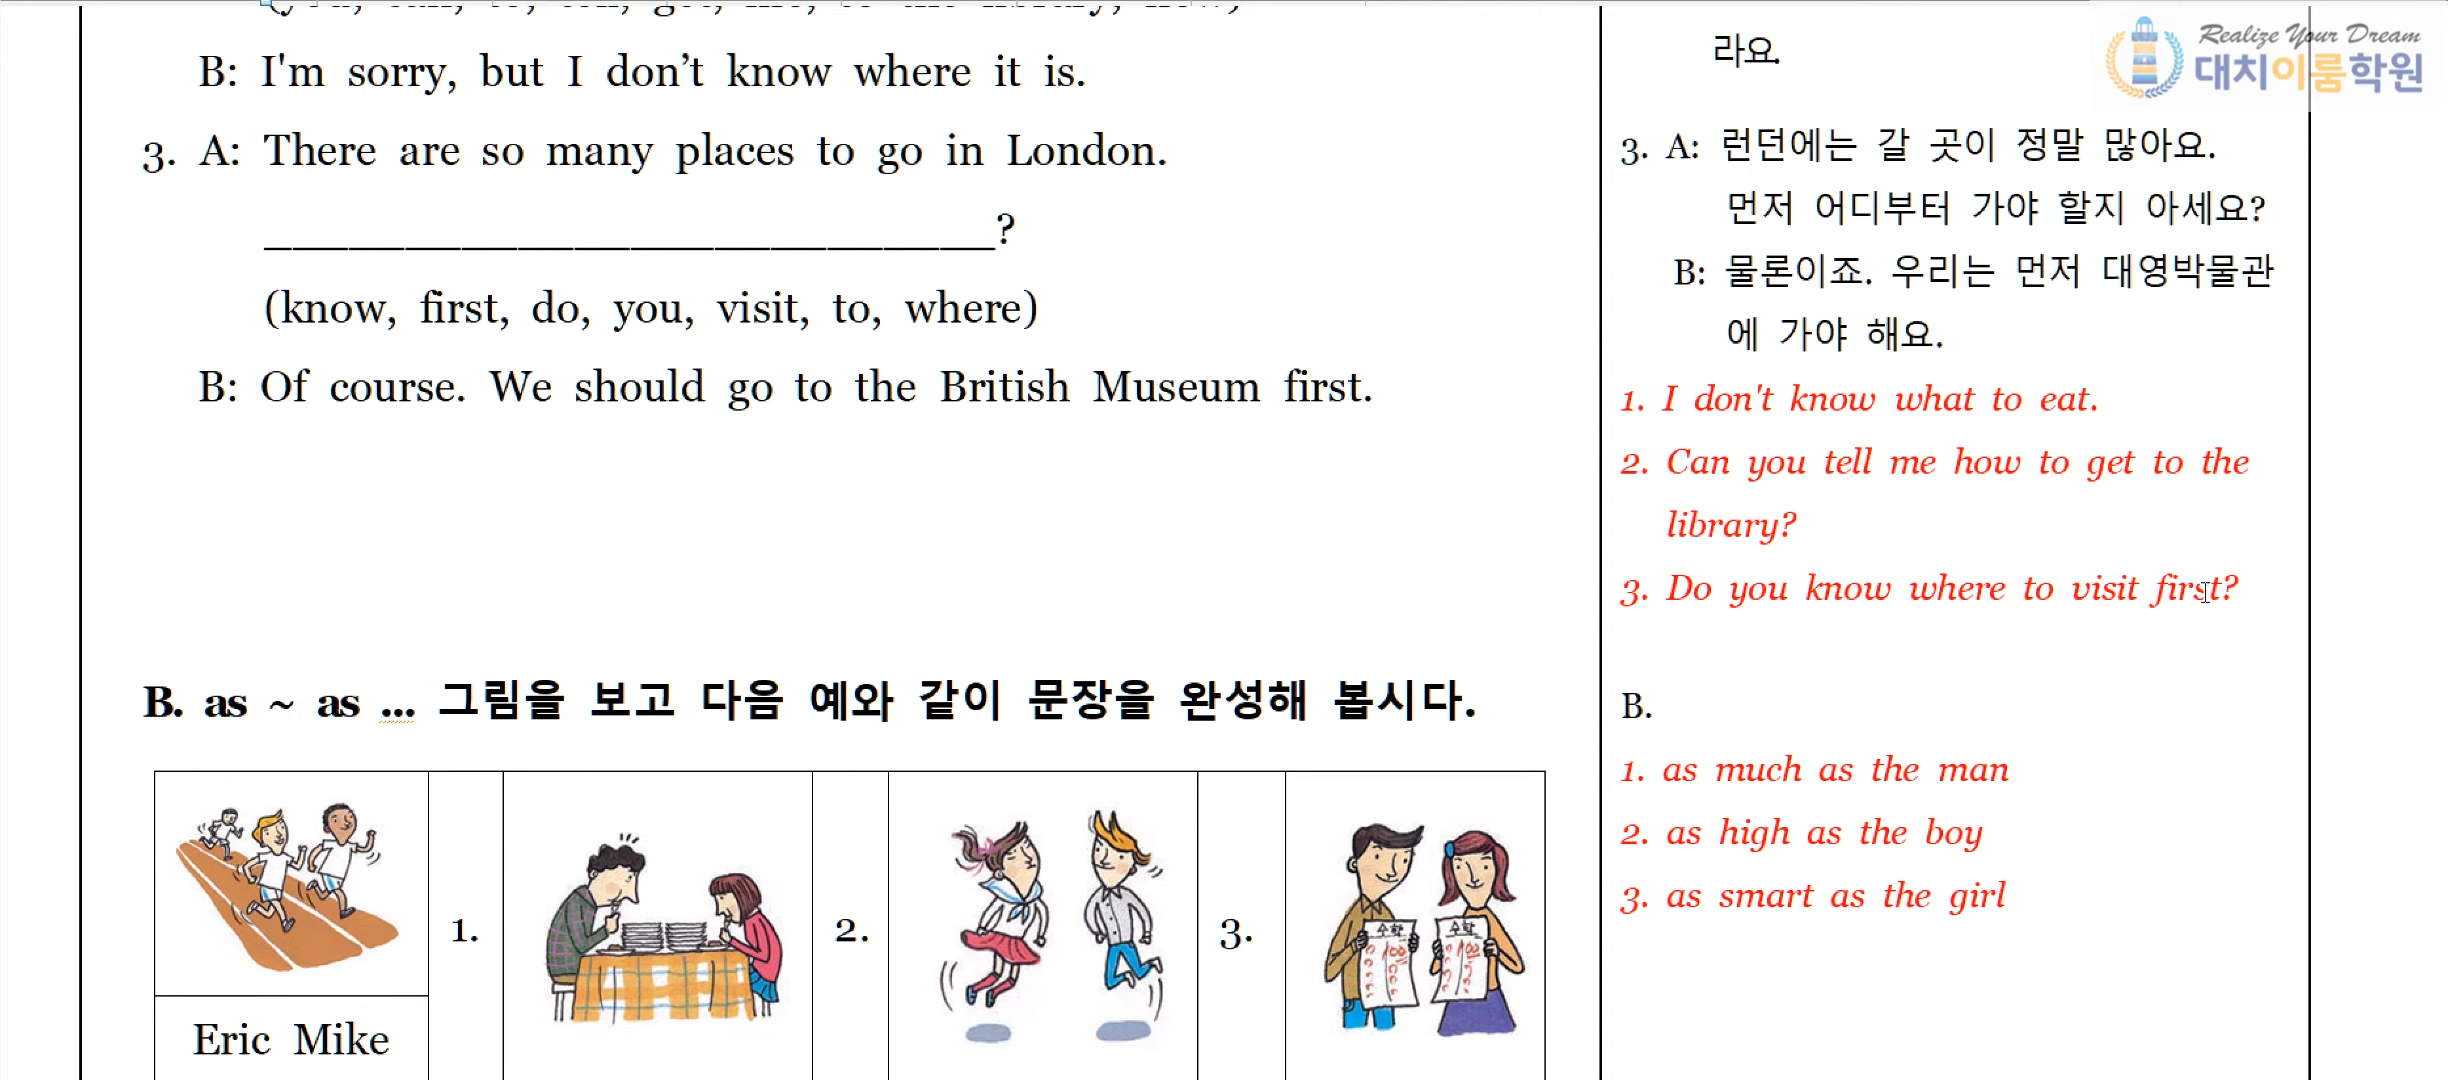 B: I'm sorry, but I don’t know where it is.
3. A: There are so many places to go in London.
__________________________?
(know, first, do, you, visit, to, where)
B: Of course. We should go to the British Museum first.
B. as ~ as ... 그림을 보고 다음 예와 같이 문장을 완성해 봅시다.
1.
2.
3.
수학
수학
Eric Mike
Realize Your Dream
대치이룸학원
라요.
3. A: 런던에는 갈 곳이 정말 많아요.
먼저 어디부터 가야 할지 아세요?
B: 물론이죠. 우리는 먼저 대영박물관
에 가야 해요.
1. I don't know what to eat.
2. Can you tell me how to get to the
library?
3. Do you know where to visit first?
B.
1. as much as the man
2. as high as the boy
3. as smart as the girl